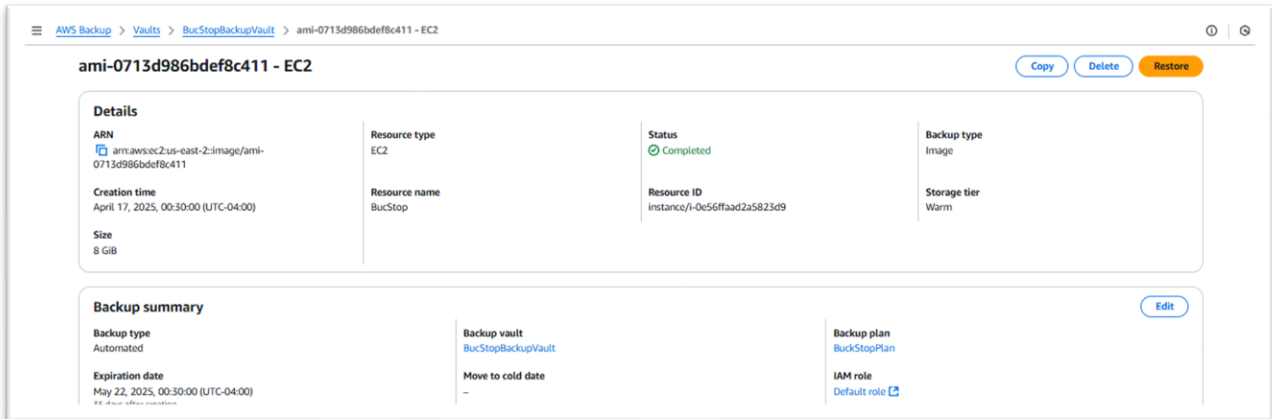 AWS Backup > Vaults > BucStopBackupVault > ami-0713d986bdef8c411 - EC2
ami-0713d986bdef8c411 - EC2
Copy Delete Restore
Details
ARN
arn:aws:ec2:us-east-2::image/ami-
0713d986bdef8c411
Resource type
EC2
Status
Completed
Backup type
Image
Creation time
April 17, 2025, 00:30:00 (UTC-04:00)
Resource name
BucStop
Resource ID
instance/i-0e56ffaad2a5823d9
Storage tier
Warm
Size
8 GiB
Backup summary
Edit
Backup type
Automated
Backup vault
BucStopBackupVault
Backup plan
BuckStopPlan
Expiration date
May 22, 2025, 00:30:00 (UTC-04:00)
35 days after creation
Move to cold date
–
IAM role
Default role